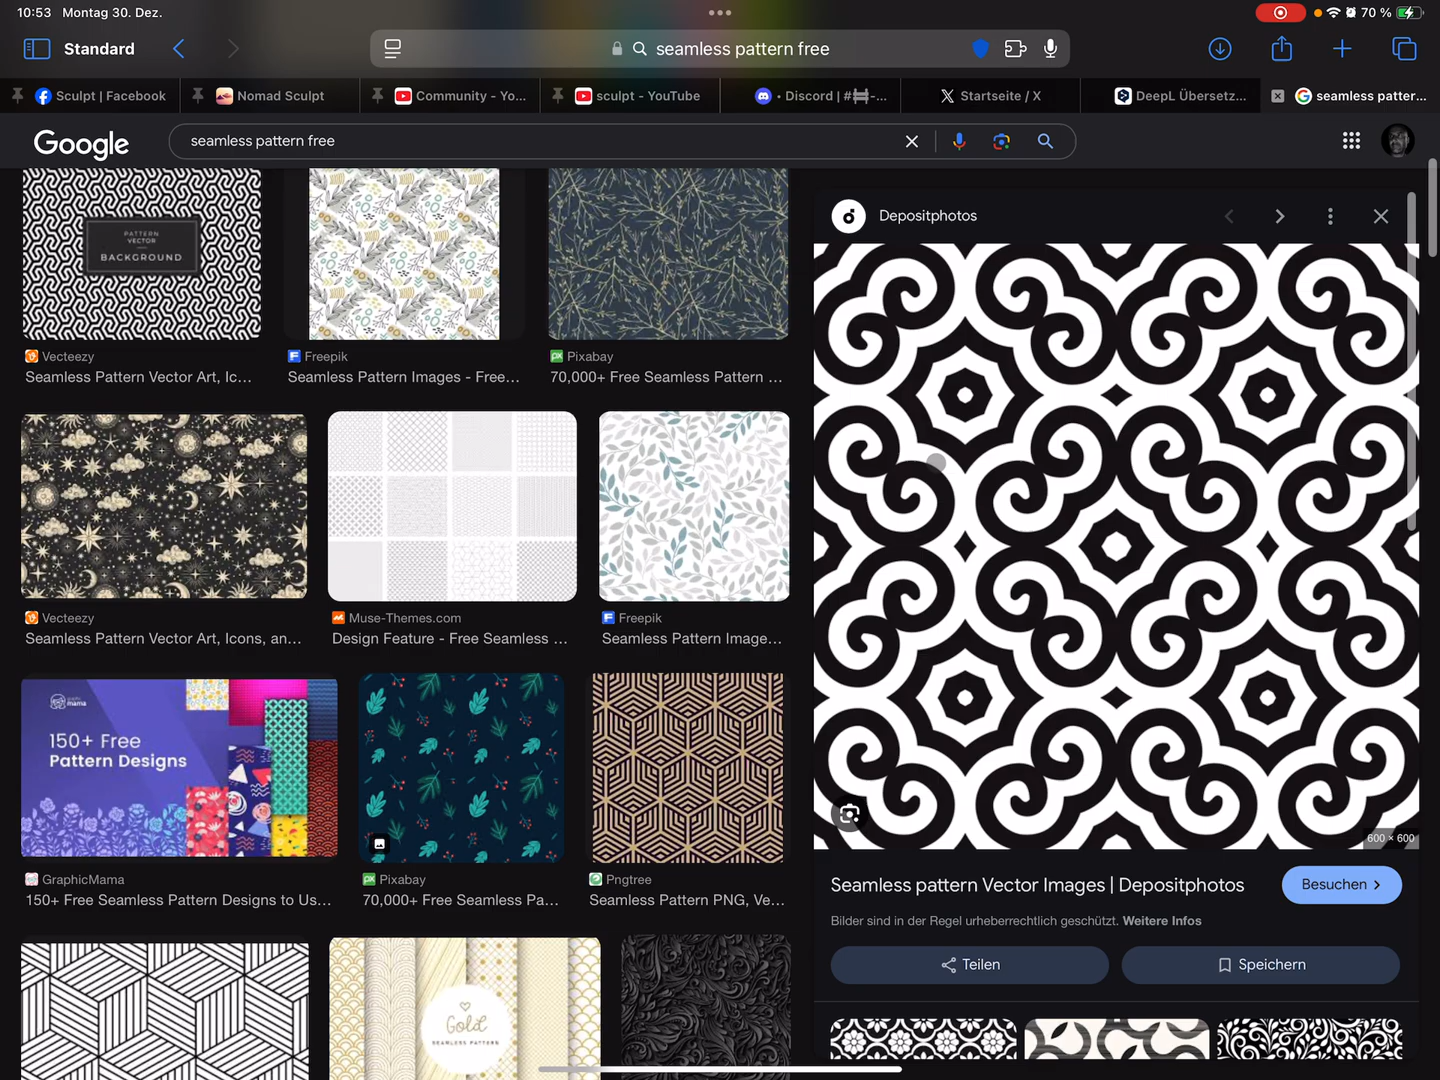 10:53 Montag 30. Dez.
70 %
Standard
seamless pattern free
Sculpt | Facebook
Nomad Sculpt
Community - Yo...
sculpt - YouTube
• Discord | #
Startseite / X
DeepL Übersetz...
seamless patter...
Google
seamless pattern free
PATTERN
VECTOR
BACKGROUND
Vecteezy
Seamless Pattern Vector Art, Ic...
Freepik
Seamless Pattern Images - Free...
Pixabay
70,000+ Free Seamless Pattern ...
Vecteezy
Seamless Pattern Vector Art, Icons, an...
Muse-Themes.com
Design Feature - Free Seamless ...
Freepik
Seamless Pattern Image...
graphic
mama
150+ Free
Pattern Designs
GraphicMama
150+ Free Seamless Pattern Designs to Us...
Pixabay
70,000+ Free Seamless Pa...
Pngtree
Seamless Pattern PNG, Ve...
Gold
SEAMLESS PATTERN
Depositphotos
600 × 600
Seamless pattern Vector Images | Depositphotos
Besuchen
Bilder sind in der Regel urheberrechtlich geschützt. Weitere Infos
Teilen
Speichern